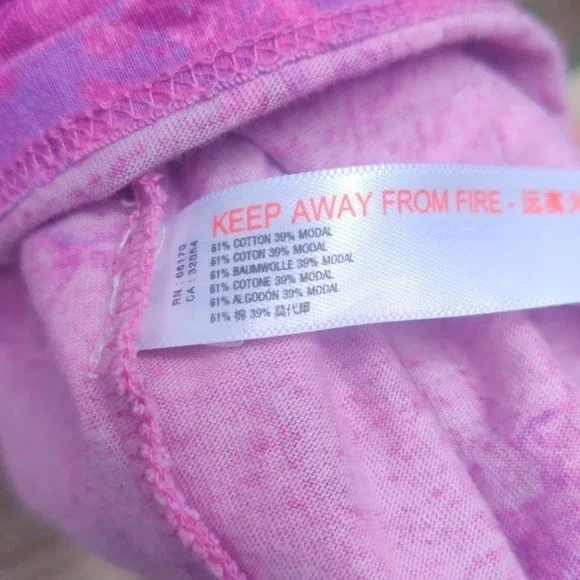 KEEP AWAY FROM FIRE - 远离火
61% COTTON 39% MODAL
61% COTON 39% MODAL
61% BAUMWOLLE 39% MODAL
61% COTONE 39% MODAL
61% ALGODÓN 39% MODAL
61% 棉 39% 莫代尔
RN : 66170
CA : 32054